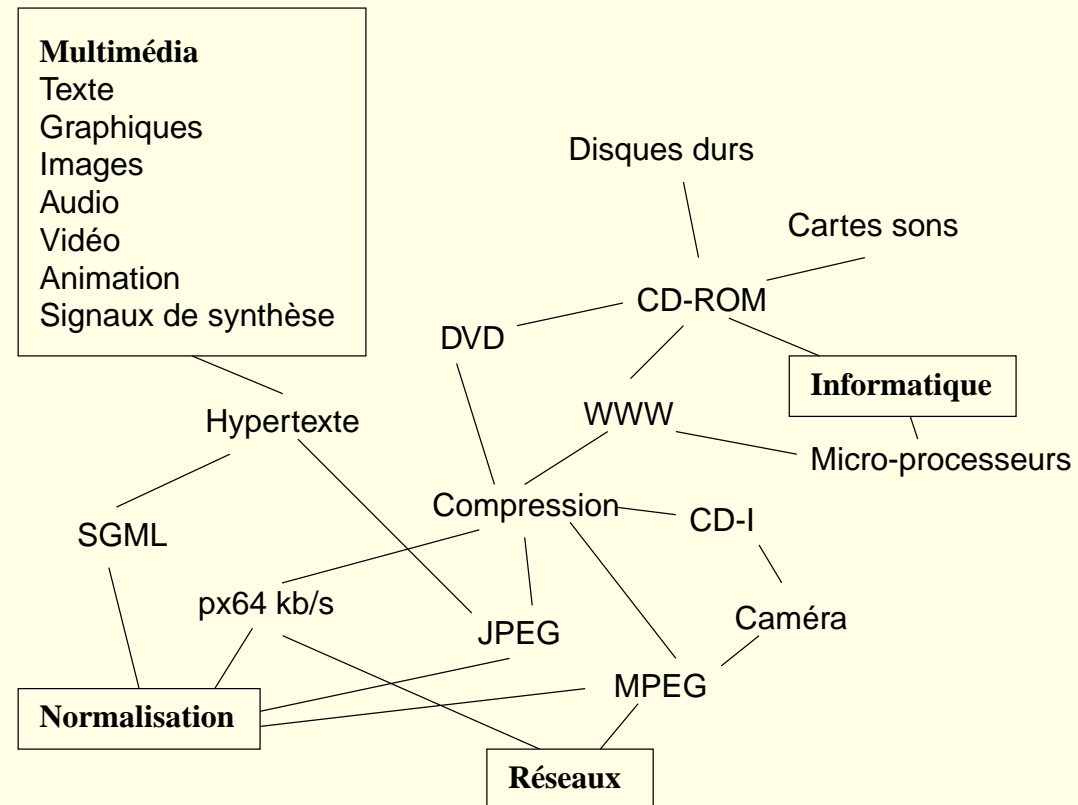 Multimédia
Texte
Graphiques
Images
Audio
Vidéo
Animation
Signaux de synthèse
Disques durs
Cartes sons
CD-ROM
DVD
Informatique
WWW
Hypertexte
Micro-processeurs
Compression
CD-I
SGML
px64 kb/s
Caméra
JPEG
MPEG
Normalisation
Réseaux